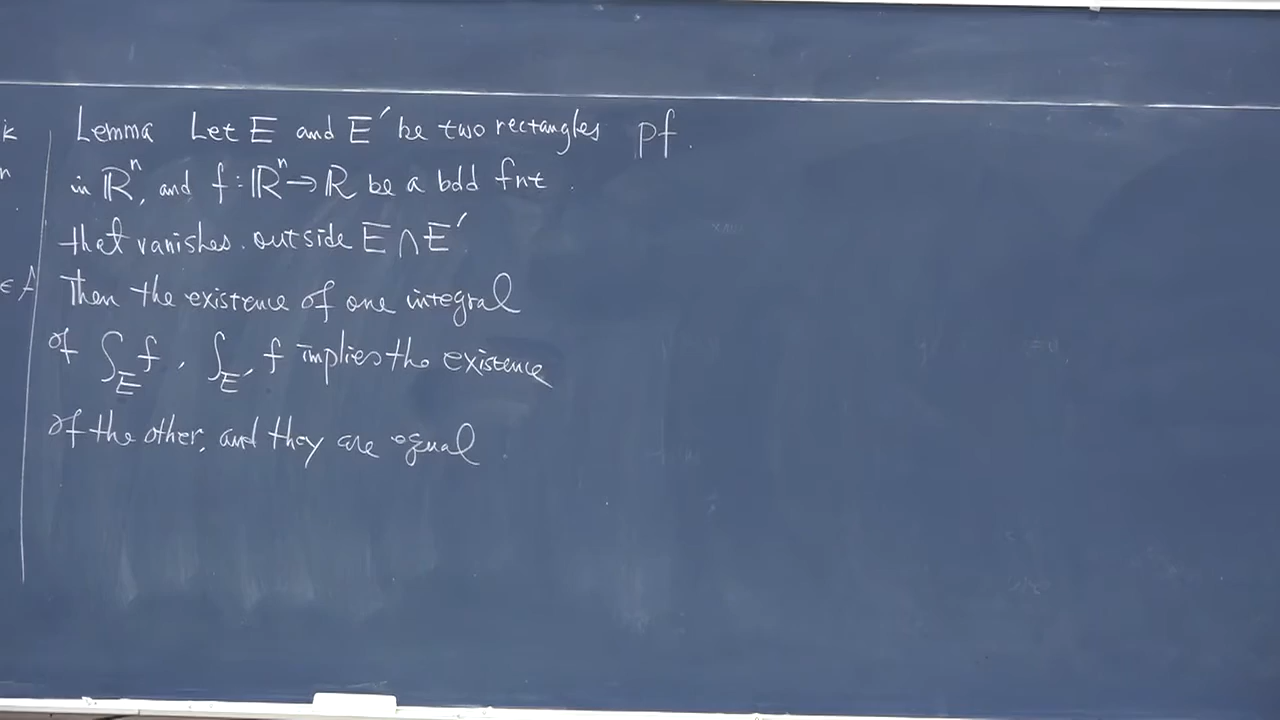 k
n
∈ A
Lemma Let E and E′ be two rectangles
in ℝⁿ, and f : ℝⁿ → ℝ be a bdd fnt.
that vanishes outside E ∩ E′
Then the existence of one integral
of ∫_E f , ∫_E′ f implies the existence
of the other, and they are equal.
pf.